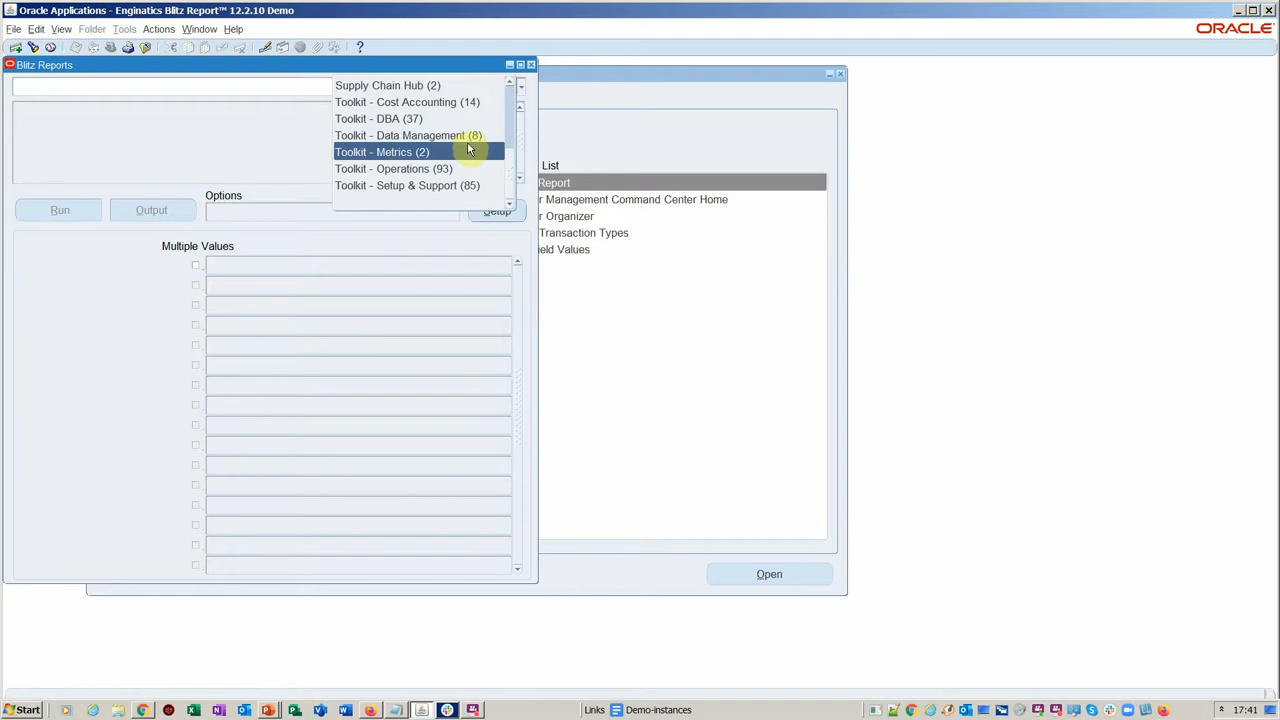 Oracle Applications - Enginatics Blitz Report™ 12.2.10 Demo
File Edit View Folder Tools Actions Window Help
ORACLE
Blitz Reports
Supply Chain Hub (2)
Toolkit - Cost Accounting (14)
Toolkit - DBA (37)
Toolkit - Data Management (8)
Toolkit - Metrics (2)
Toolkit - Operations (93)
Toolkit - Setup & Support (85)
List
Report
r Management Command Center Home
r Organizer
Transaction Types
ield Values
Options
Run Output Setup
Multiple Values
Open
Start
Links Demo-instances
17:41